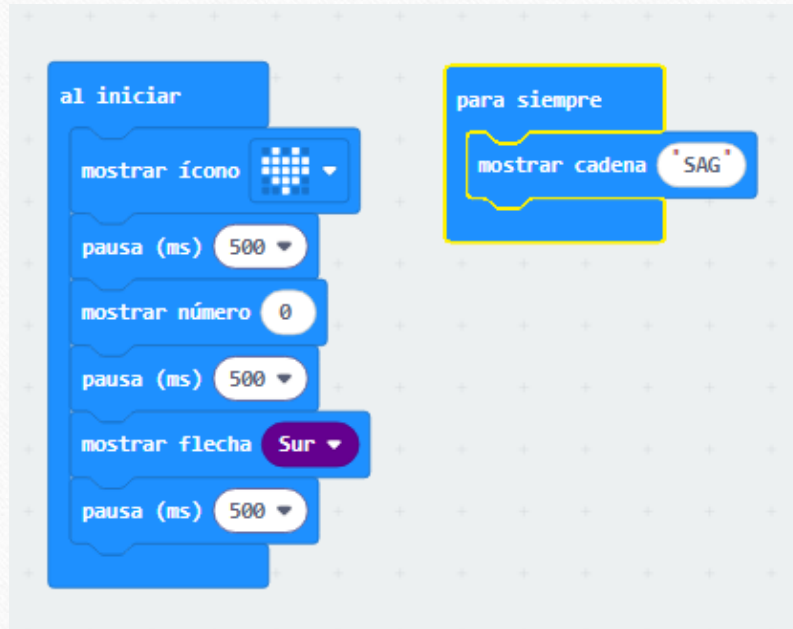 al iniciar
mostrar ícono
pausa (ms) 500
mostrar número 0
pausa (ms) 500
mostrar flecha Sur
pausa (ms) 500
para siempre
mostrar cadena "SAG"